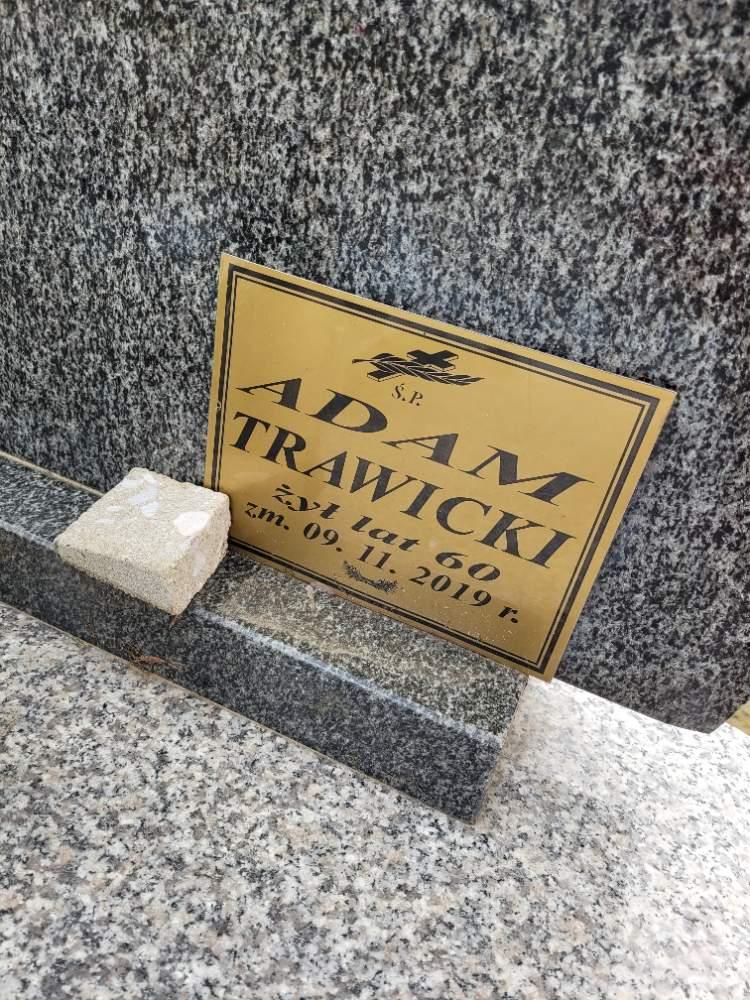 Ś.P.
ADAM
TRAWICKI
żył lat 60
zm. 09. 11. 2019 r.